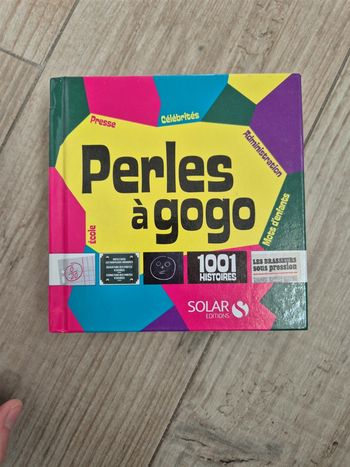 Presse
Célébrités
Administration
Mots d'enfants
École
Perles
à gogo
1001
HISTOIRES
LES BRASSEURS
sous pression
SOLAR
EDITIONS